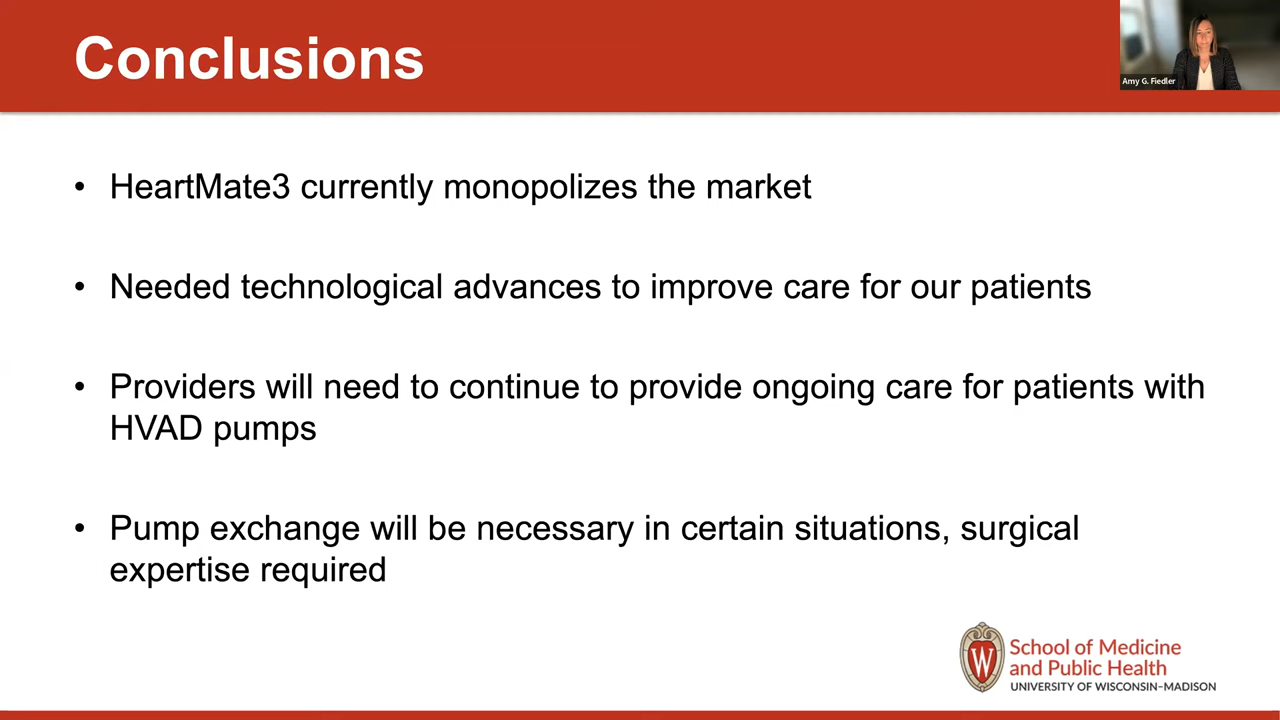 Conclusions
Amy G. Fiedler
• HeartMate3 currently monopolizes the market
• Needed technological advances to improve care for our patients
• Providers will need to continue to provide ongoing care for patients with
HVAD pumps
• Pump exchange will be necessary in certain situations, surgical
expertise required
W
School of Medicine
and Public Health
UNIVERSITY OF WISCONSIN–MADISON